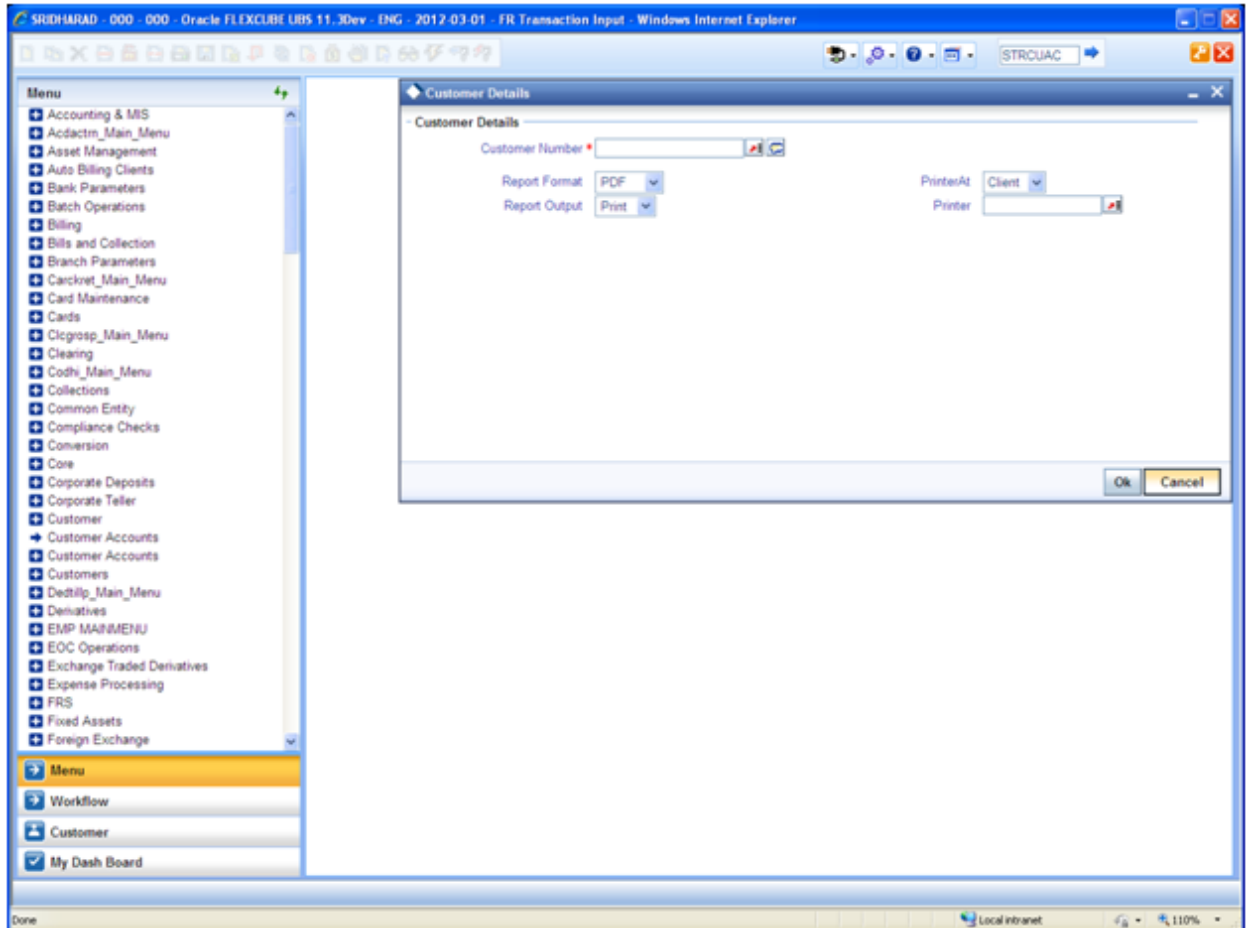 SRIDHARAD - 000 - 000 - Oracle FLEXCUBE UBS 11.3Dev - ENG - 2012-03-01 - FR Transaction Input - Windows Internet Explorer
STRCUAC
Menu
Accounting & MIS
Acdactrn_Main_Menu
Asset Management
Auto Billing Clients
Bank Parameters
Batch Operations
Billing
Bills and Collection
Branch Parameters
Carckret_Main_Menu
Card Maintenance
Cards
Clcgrosp_Main_Menu
Clearing
Codhi_Main_Menu
Collections
Common Entity
Compliance Checks
Conversion
Core
Corporate Deposits
Corporate Teller
Customer
Customer Accounts
Customer Accounts
Customers
Dedtillp_Main_Menu
Derivatives
EMP MAINMENU
EOC Operations
Exchange Traded Derivatives
Expense Processing
FRS
Fixed Assets
Foreign Exchange
Menu
Workflow
Customer
My Dash Board
Customer Details
Customer Details
Customer Number *
Report Format PDF PrinterAt Client
Report Output Print Printer
Ok Cancel
Done Local intranet 110%